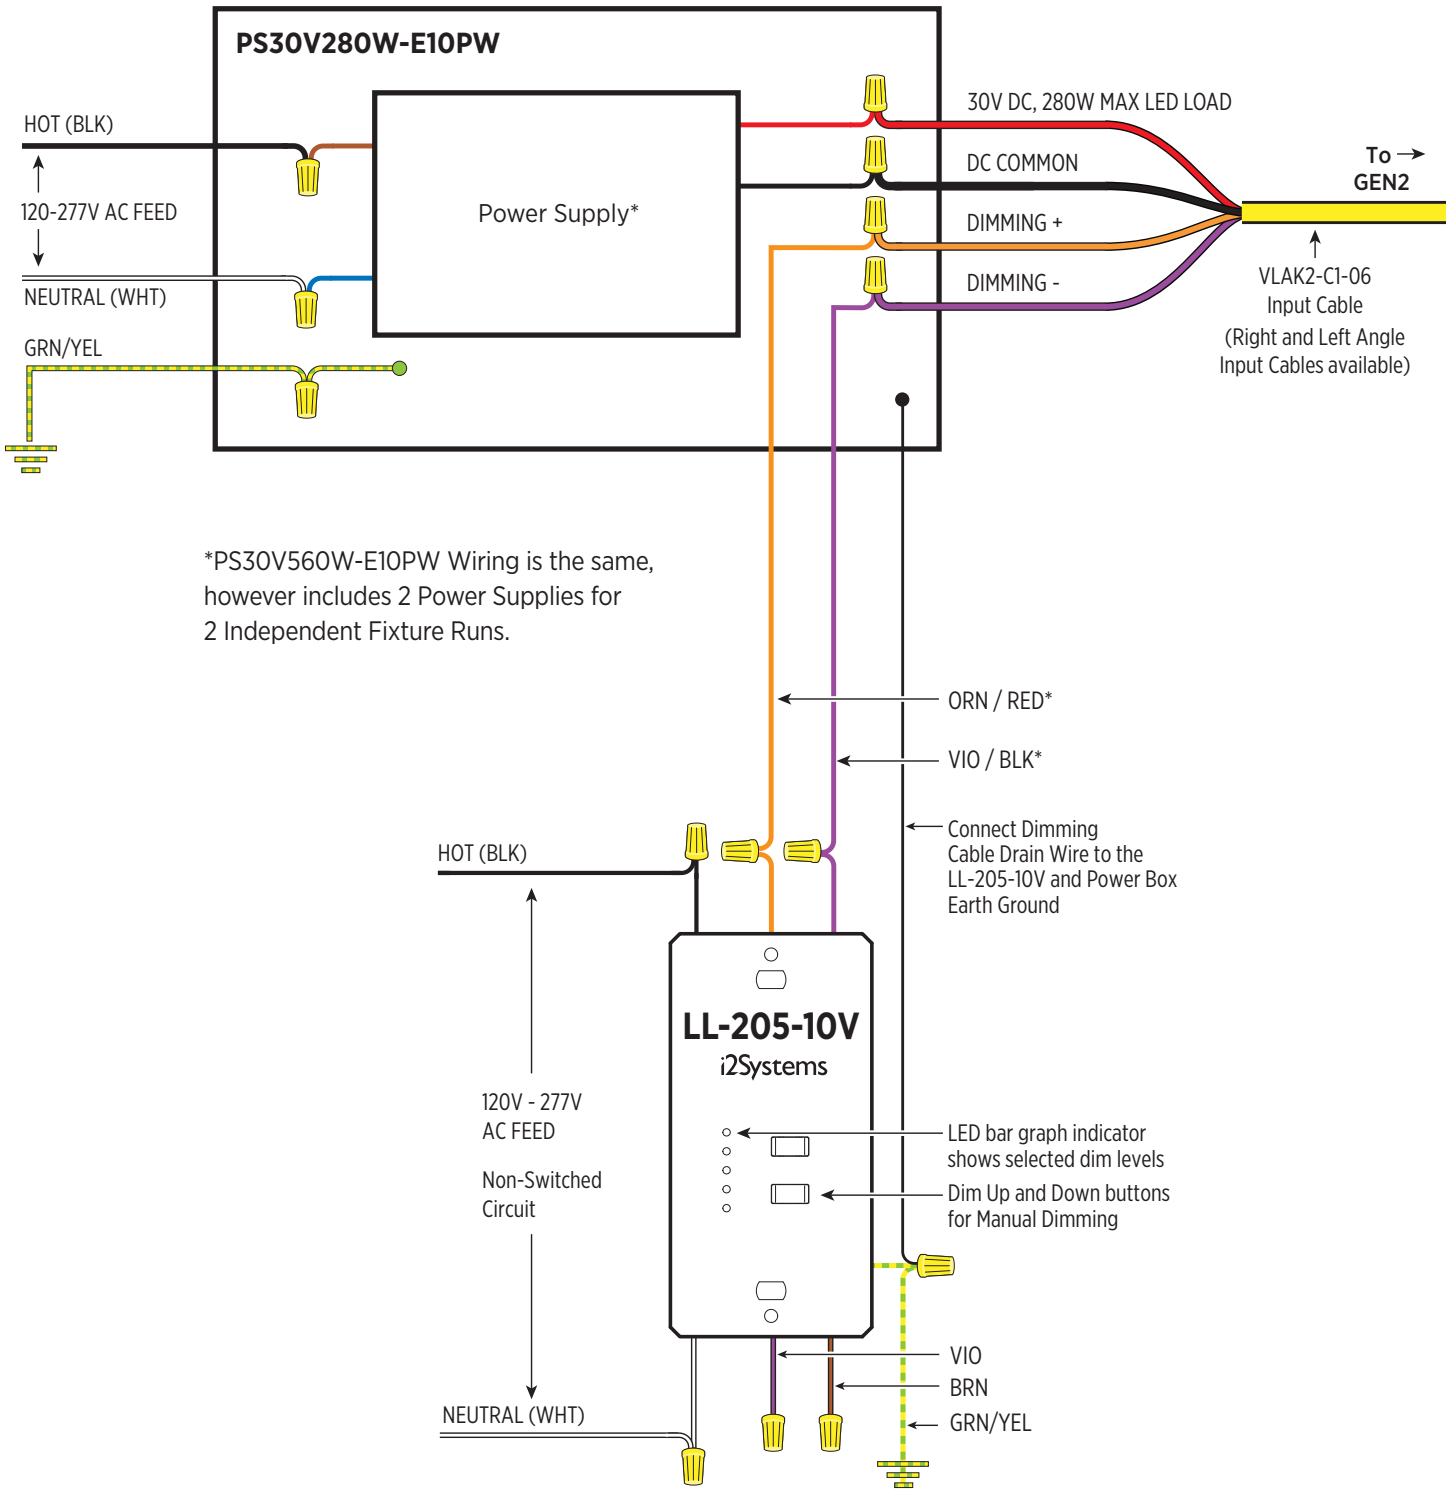 PS30V280W-E10PW
HOT (BLK)
120-277V AC FEED
NEUTRAL (WHT)
GRN/YEL
Power Supply*
30V DC, 280W MAX LED LOAD
DC COMMON
DIMMING +
DIMMING -
To →
GEN2
VLAK2-C1-06
Input Cable
(Right and Left Angle
Input Cables available)
*PS30V560W-E10PW Wiring is the same,
however includes 2 Power Supplies for
2 Independent Fixture Runs.
ORN / RED*
VIO / BLK*
Connect Dimming
Cable Drain Wire to the
LL-205-10V and Power Box
Earth Ground
HOT (BLK)
120V - 277V
AC FEED
Non-Switched
Circuit
NEUTRAL (WHT)
LL-205-10V
i2Systems
LED bar graph indicator
shows selected dim levels
Dim Up and Down buttons
for Manual Dimming
VIO
BRN
GRN/YEL